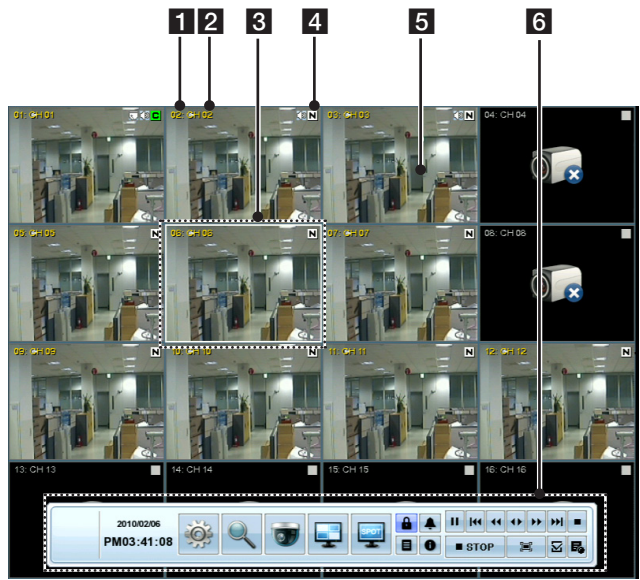 1 2 3 4 5 6
01: CH 01 C
02: CH 02 N
03: CH 03 N
04: CH 04
05: CH 05 N
06: CH 06 N
07: CH 07 N
08: CH 08
09: CH 09 N
10: CH 10 N
11: CH 11 N
12: CH 12 N
13: CH 13
14: CH 14
15: CH 15
16: CH 16
2010/02/06
PM03:41:08
SPOT
STOP